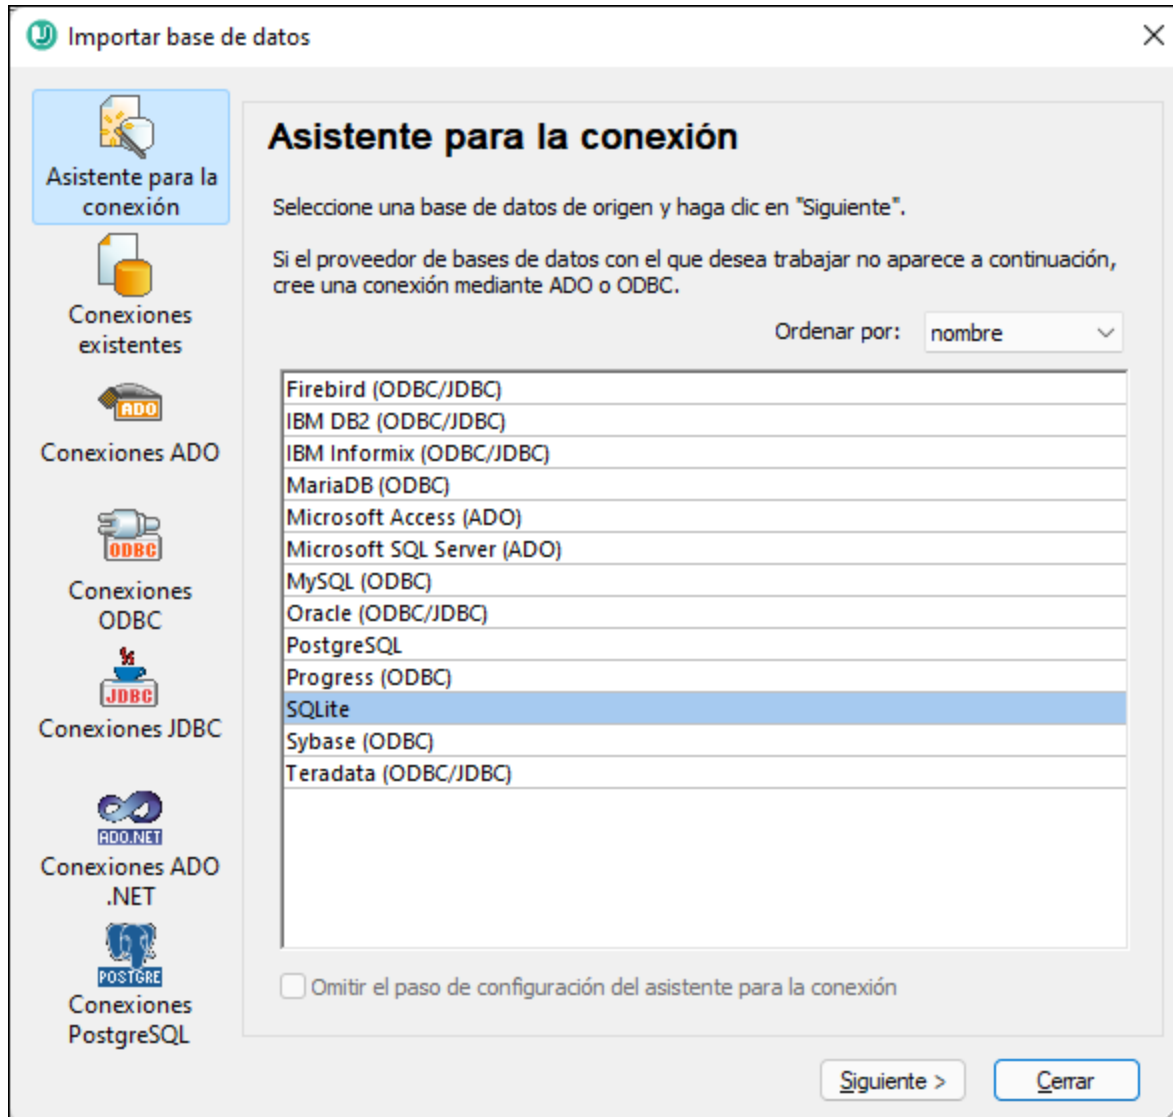 Importar base de datos
Asistente para la
conexión
Conexiones
existentes
ADO
Conexiones ADO
ODBC
Conexiones
ODBC
JDBC
Conexiones JDBC
ADO.NET
Conexiones ADO
.NET
POSTGRE
Conexiones
PostgreSQL
Asistente para la conexión
Seleccione una base de datos de origen y haga clic en "Siguiente".
Si el proveedor de bases de datos con el que desea trabajar no aparece a continuación,
cree una conexión mediante ADO o ODBC.
Ordenar por: nombre
Firebird (ODBC/JDBC)
IBM DB2 (ODBC/JDBC)
IBM Informix (ODBC/JDBC)
MariaDB (ODBC)
Microsoft Access (ADO)
Microsoft SQL Server (ADO)
MySQL (ODBC)
Oracle (ODBC/JDBC)
PostgreSQL
Progress (ODBC)
SQLite
Sybase (ODBC)
Teradata (ODBC/JDBC)
Omitir el paso de configuración del asistente para la conexión
Siguiente > Cerrar